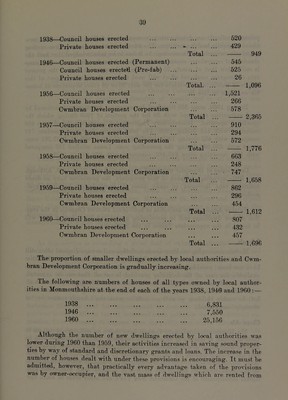 39
1938—Council houses erected ... ... ... ... 520
Private houses erected ... ... ... ... 429
Total ... —— 949
1946—Council houses erected (Permanent) ... ... 545
Council houses erected (Pre-fab) ... ... ... 525
Private houses erected ... ... ... ... 26
Total. ... —— 1,096
1956—Council houses erected ... ... ... ... 1,521
Private houses erected ... ... ... ... 266
Cwmbran Development Corporation ... ... 578
Total ... —— 2,365
1957—Council houses erected ... ... ... ... 910
Private houses erected ... ... ... ... 294
Cwmbran Development Corporation ... ... 572
Total ... —— 1,776
1958—Council houses erected ... ... ... ... 663
Private houses erected ... ... ... ... 248
Cwmbran Development Corporation ... ... 747
Total ... —— 1,658
1959—Council houses erected ... ... ... ... 862
Private houses erected ... ... ... ... 296
Cwmbran Development Corporation ... ... 454
Total ... —— 1,612
1960—Council houses erected ... ... ... ... 807
Private houses erected ... ... ... ... 432
Cwmbran Development Corporation ... ... 457
Total ... —— 1,696
The proportion of smaller dwellings erected by local authorities and Cwm-
bran Development Corporation is gradually increasing.
The following are numbers of houses of all types owned by local author-
ities in Monmouthshire at the end of each of the years 1938, 1946 and 1960:—
1938 ... ... ... ... ... 6,831
1946 ... ... ... ... ... 7,550
1960 ... ... ... ... ... 25,156
Although the number of new dwellings erected by local authorities was
lower during 1960 than 1959, their activities increased in saving sound proper-
ties by way of standard and discretionary grants and loans. The increase in the
number of houses dealt with under these provisions is encouraging. It must be
admitted, however, that practically every advantage taken of the provisions
was by owner-occupier, and the vast mass of dwellings which are rented from